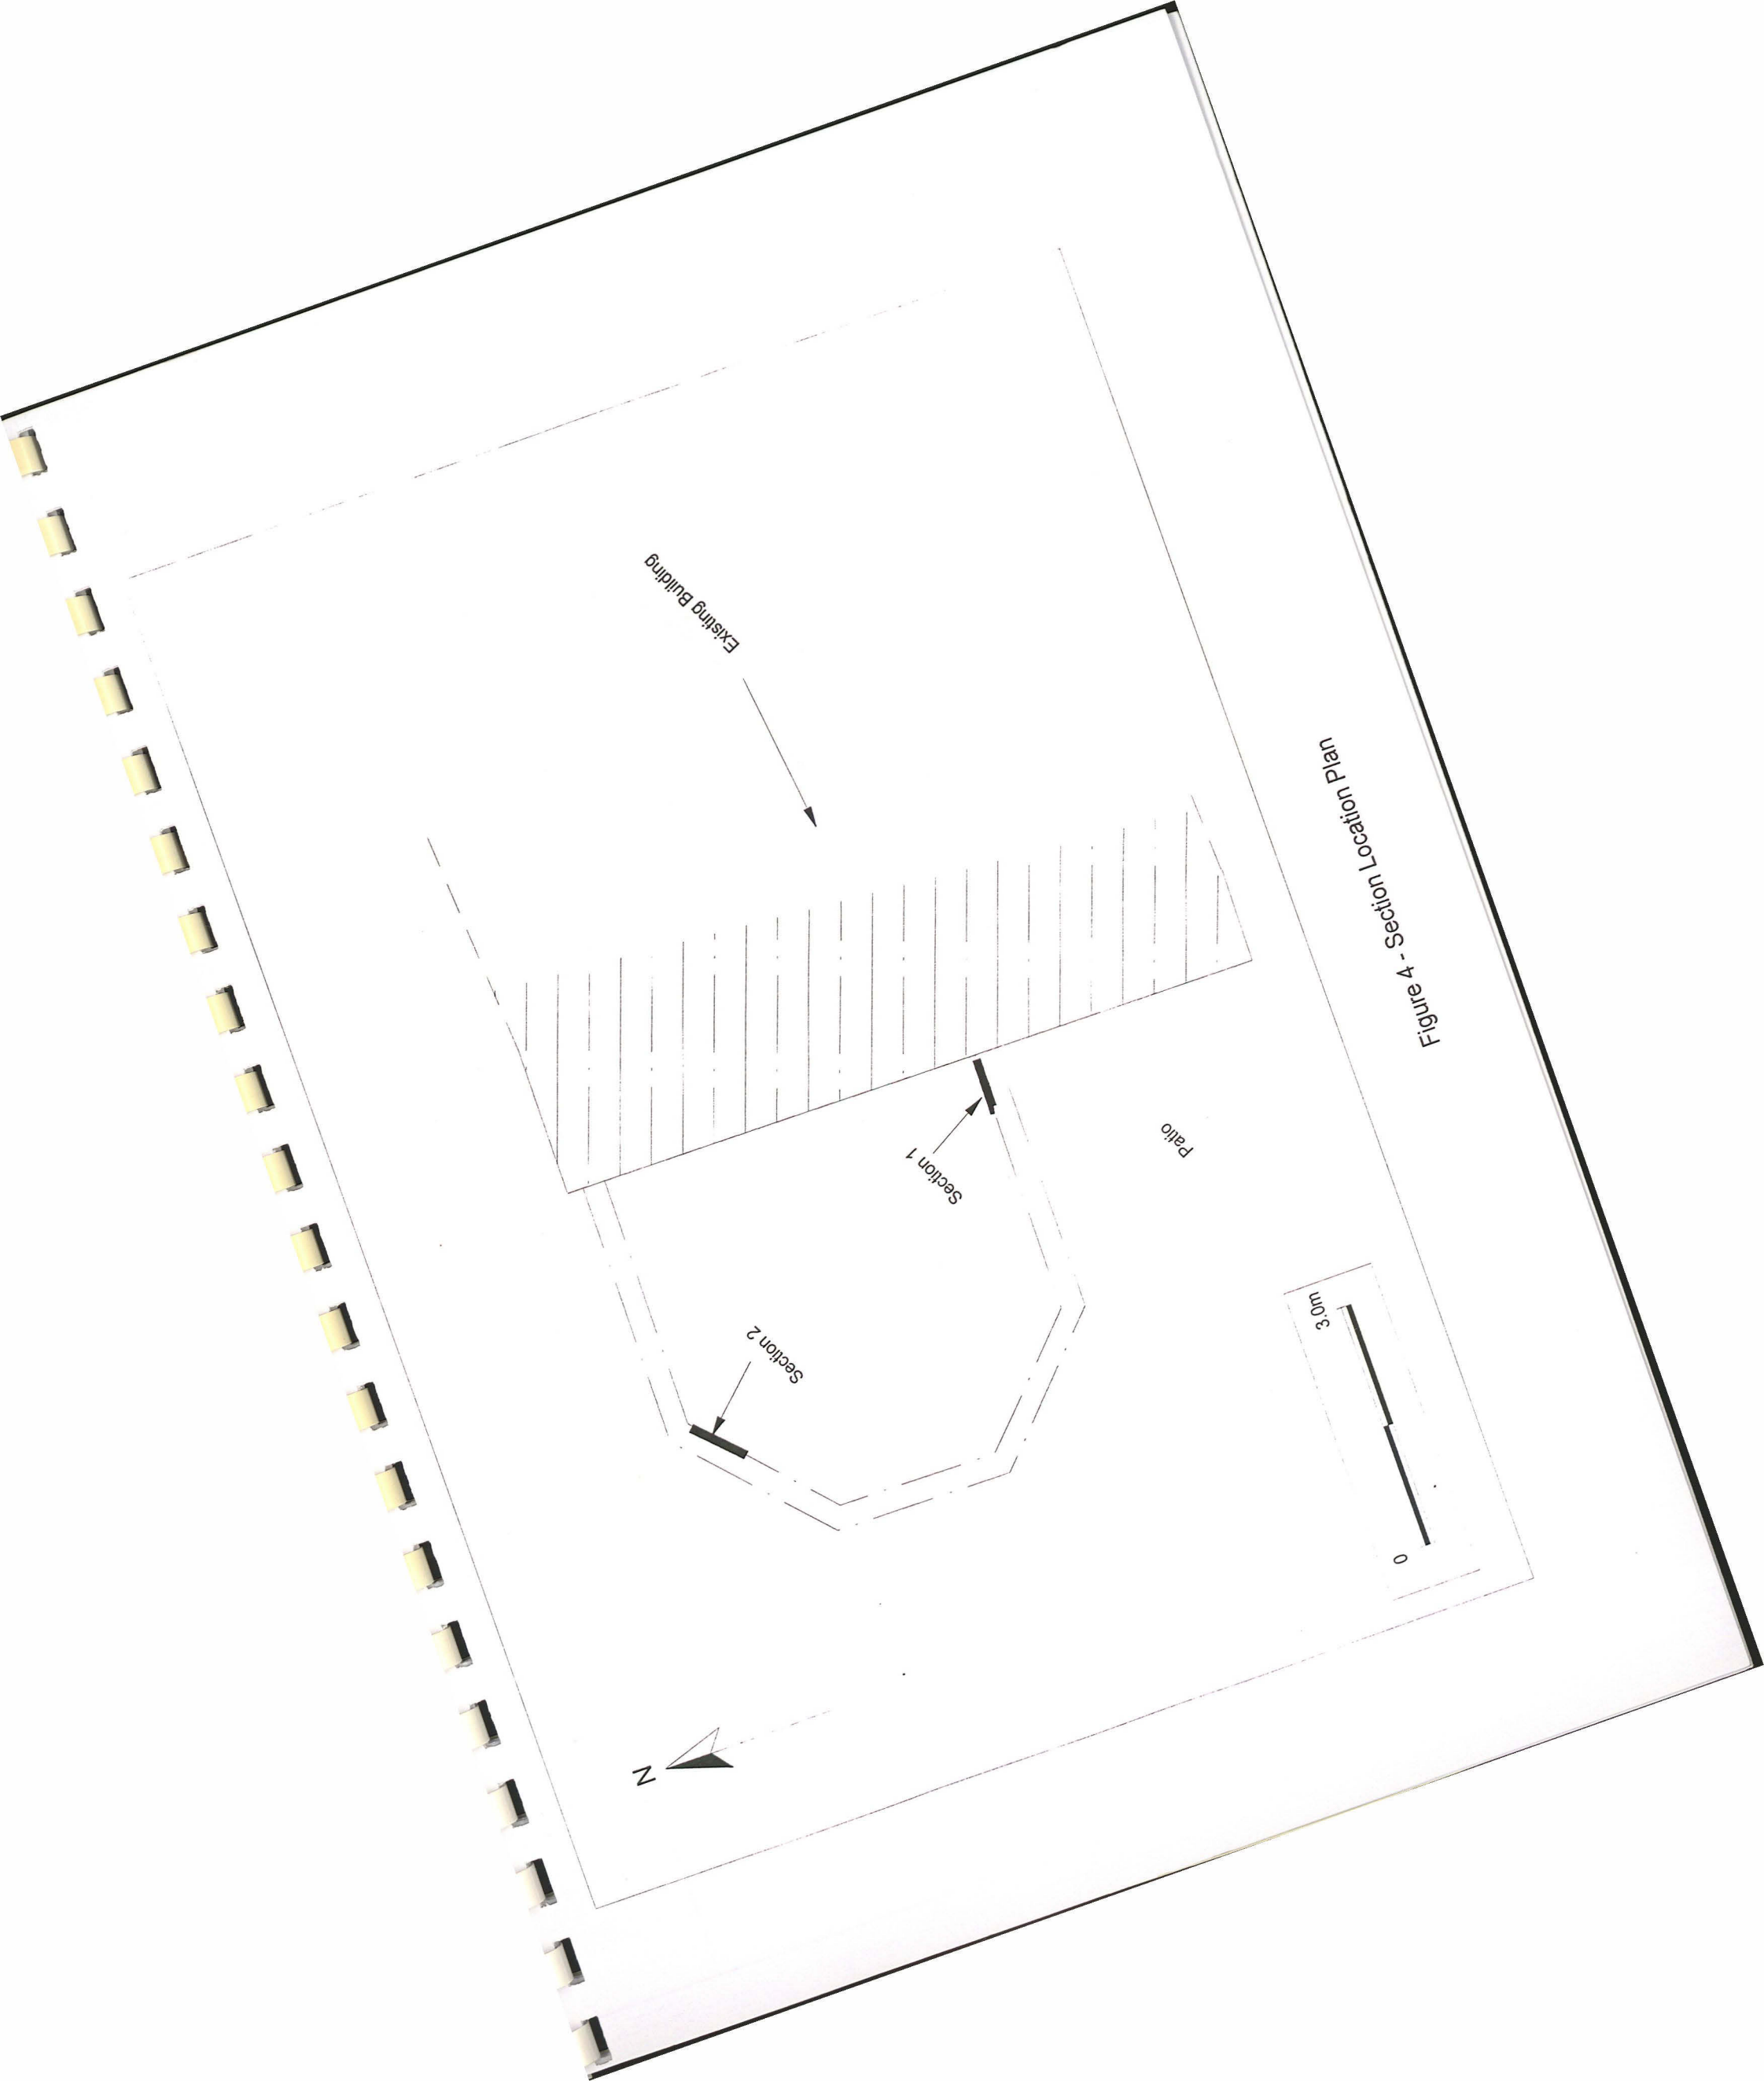 N
Existing Building
Section 2
Section 1
Patio
0
3.0m
Figure 4 - Section Location Plan